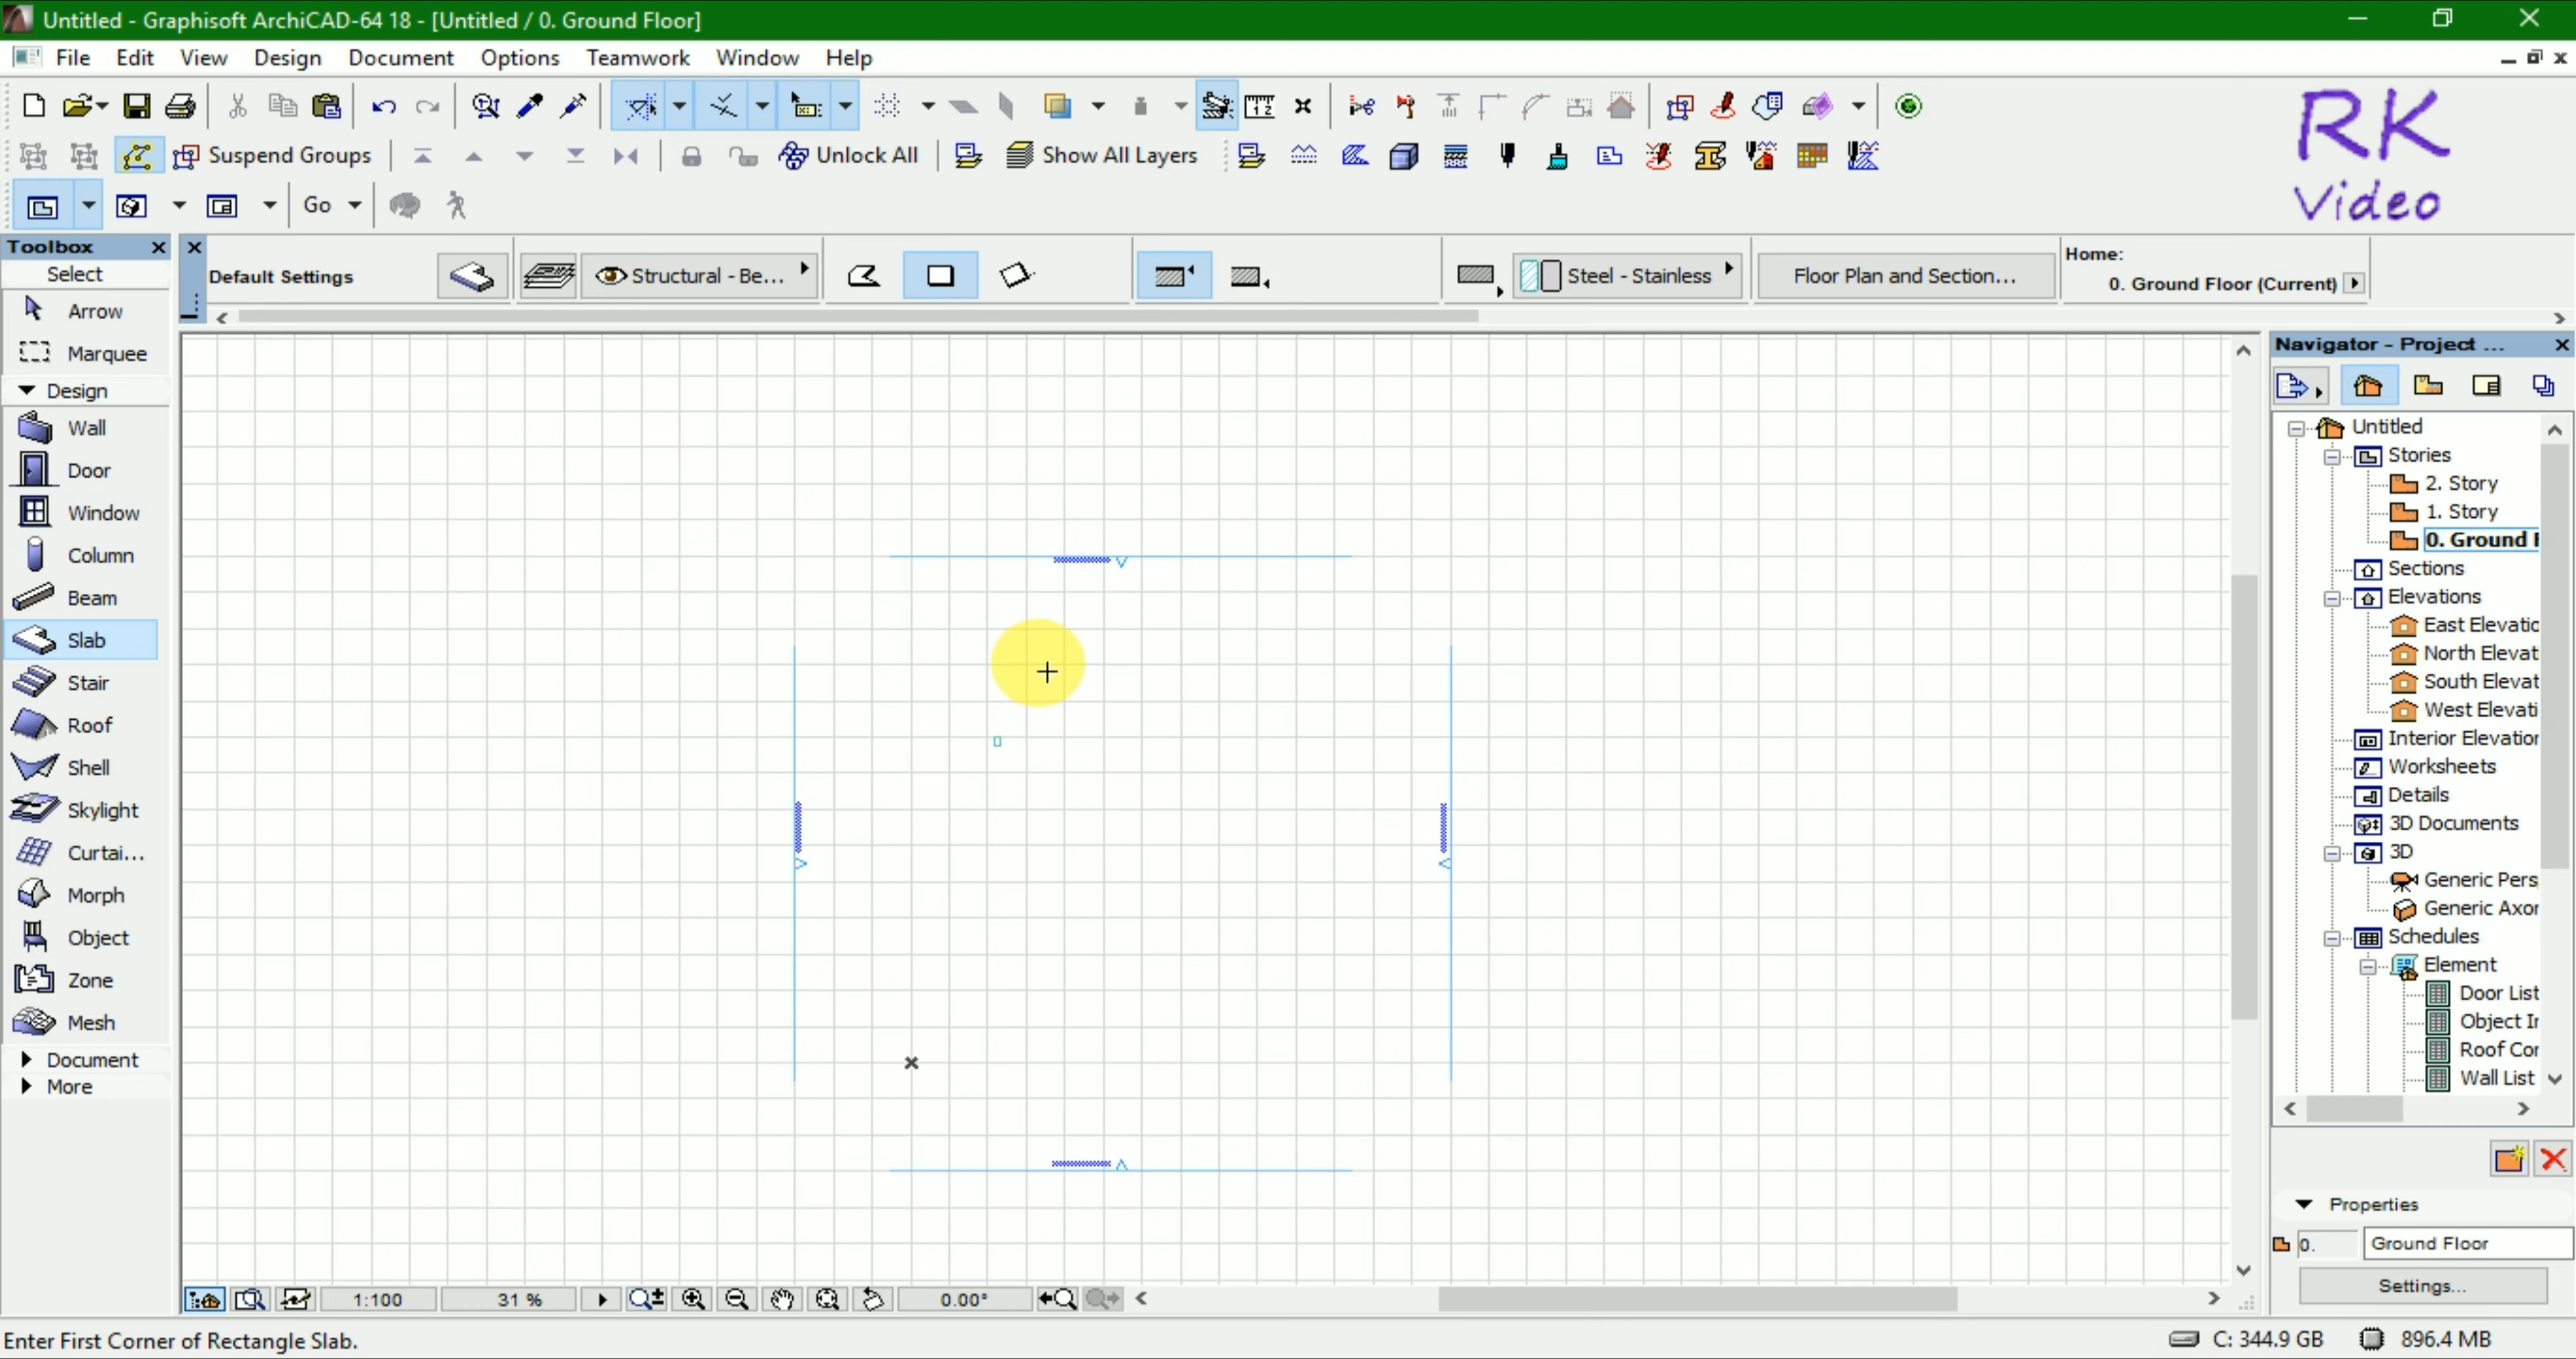 Untitled - Graphisoft ArchiCAD-64 18 - [Untitled / 0. Ground Floor]
File Edit View Design Document Options Teamwork Window Help
RK
Video
Suspend Groups Unlock All Show All Layers
Go
Toolbox
Select
Arrow
Marquee
Design
Wall
Door
Window
Column
Beam
Slab
Stair
Roof
Shell
Skylight
Curtai...
Morph
Object
Zone
Mesh
Document
More
Default Settings Structural - Be... Steel - Stainless Floor Plan and Section...
Home:
0. Ground Floor (Current)
Navigator - Project ...
Untitled
Stories
2. Story
1. Story
0. Ground F
Sections
Elevations
East Elevatio
North Elevat
South Elevat
West Elevati
Interior Elevation
Worksheets
Details
3D Documents
3D
Generic Pers
Generic Axor
Schedules
Element
Door List
Object Ir
Roof Cor
Wall List
Properties
0. Ground Floor
Settings...
1:100 31 % 0.00°
Enter First Corner of Rectangle Slab.
C: 344.9 GB 896.4 MB